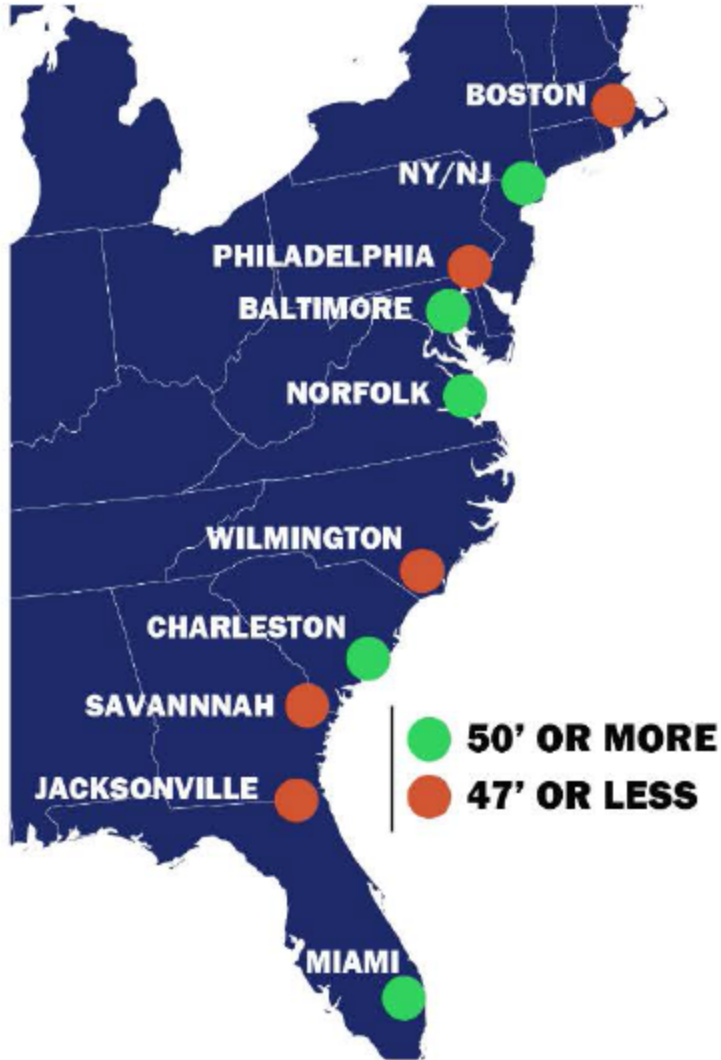 BOSTON
NY/NJ
PHILADELPHIA
BALTIMORE
NORFOLK
WILMINGTON
CHARLESTON
SAVANNNAH
50’ OR MORE
JACKSONVILLE
47’ OR LESS
MIAMI